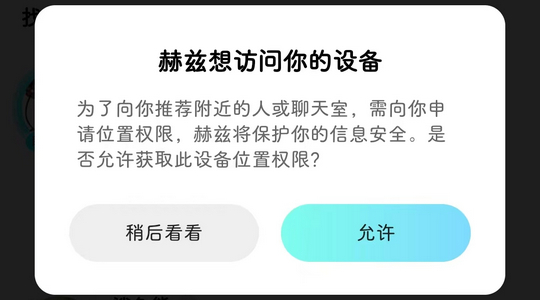 赫兹想访问你的设备
为了向你推荐附近的人或聊天室，需向你申
请位置权限，赫兹将保护你的信息安全。是
否允许获取此设备位置权限？
稍后看看
允许